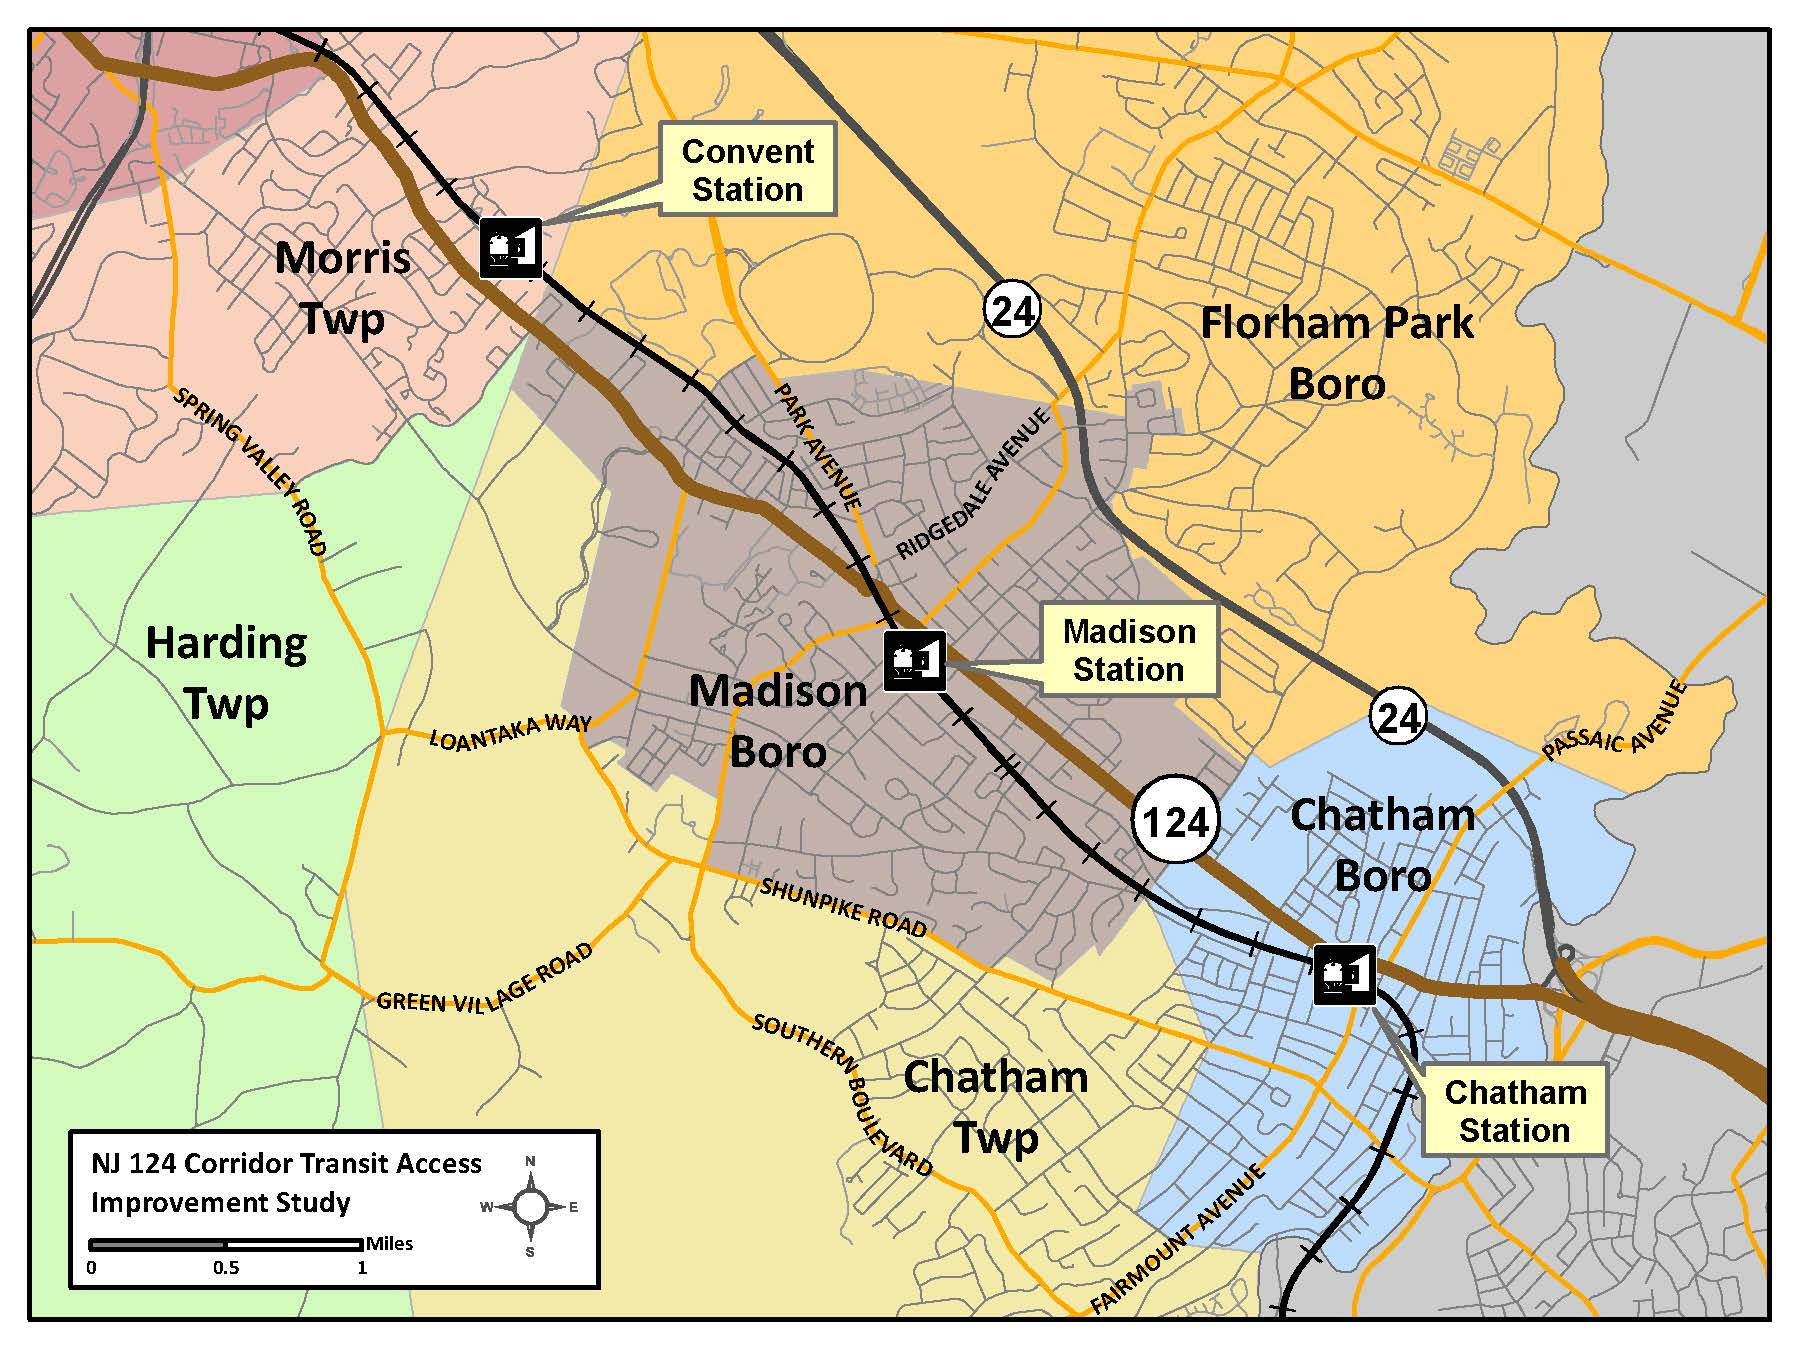 Convent
Station
Morris
Twp
24
Florham Park
Boro
SPRING VALLEY ROAD
PARK AVENUE
RIDGEDALE AVENUE
Harding
Twp
Madison
Station
Madison
Boro
LOANTAKA WAY
24
PASSAIC AVENUE
124
Chatham
Boro
SHUNPIKE ROAD
GREEN VILLAGE ROAD
SOUTHERN BOULEVARD
Chatham
Twp
Chatham
Station
FAIRMOUNT AVENUE
NJ 124 Corridor Transit Access
Improvement Study
N
W E
S
Miles
0 0.5 1